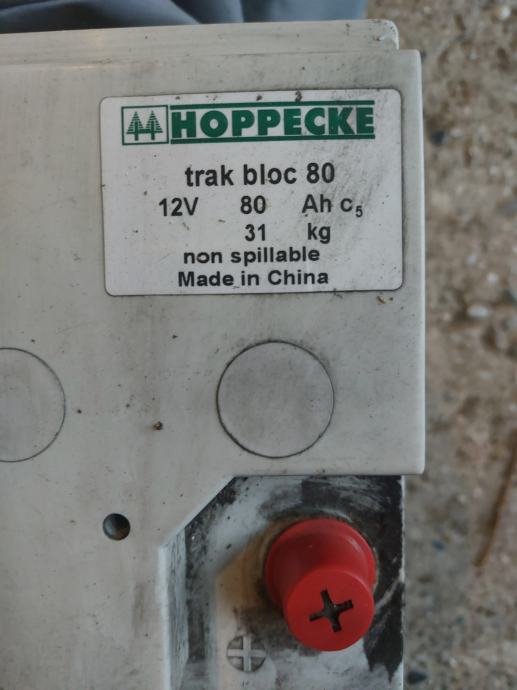 HOPPECKE
trak bloc 80
12V 80 Ah c₅
31 kg
non spillable
Made in China
+